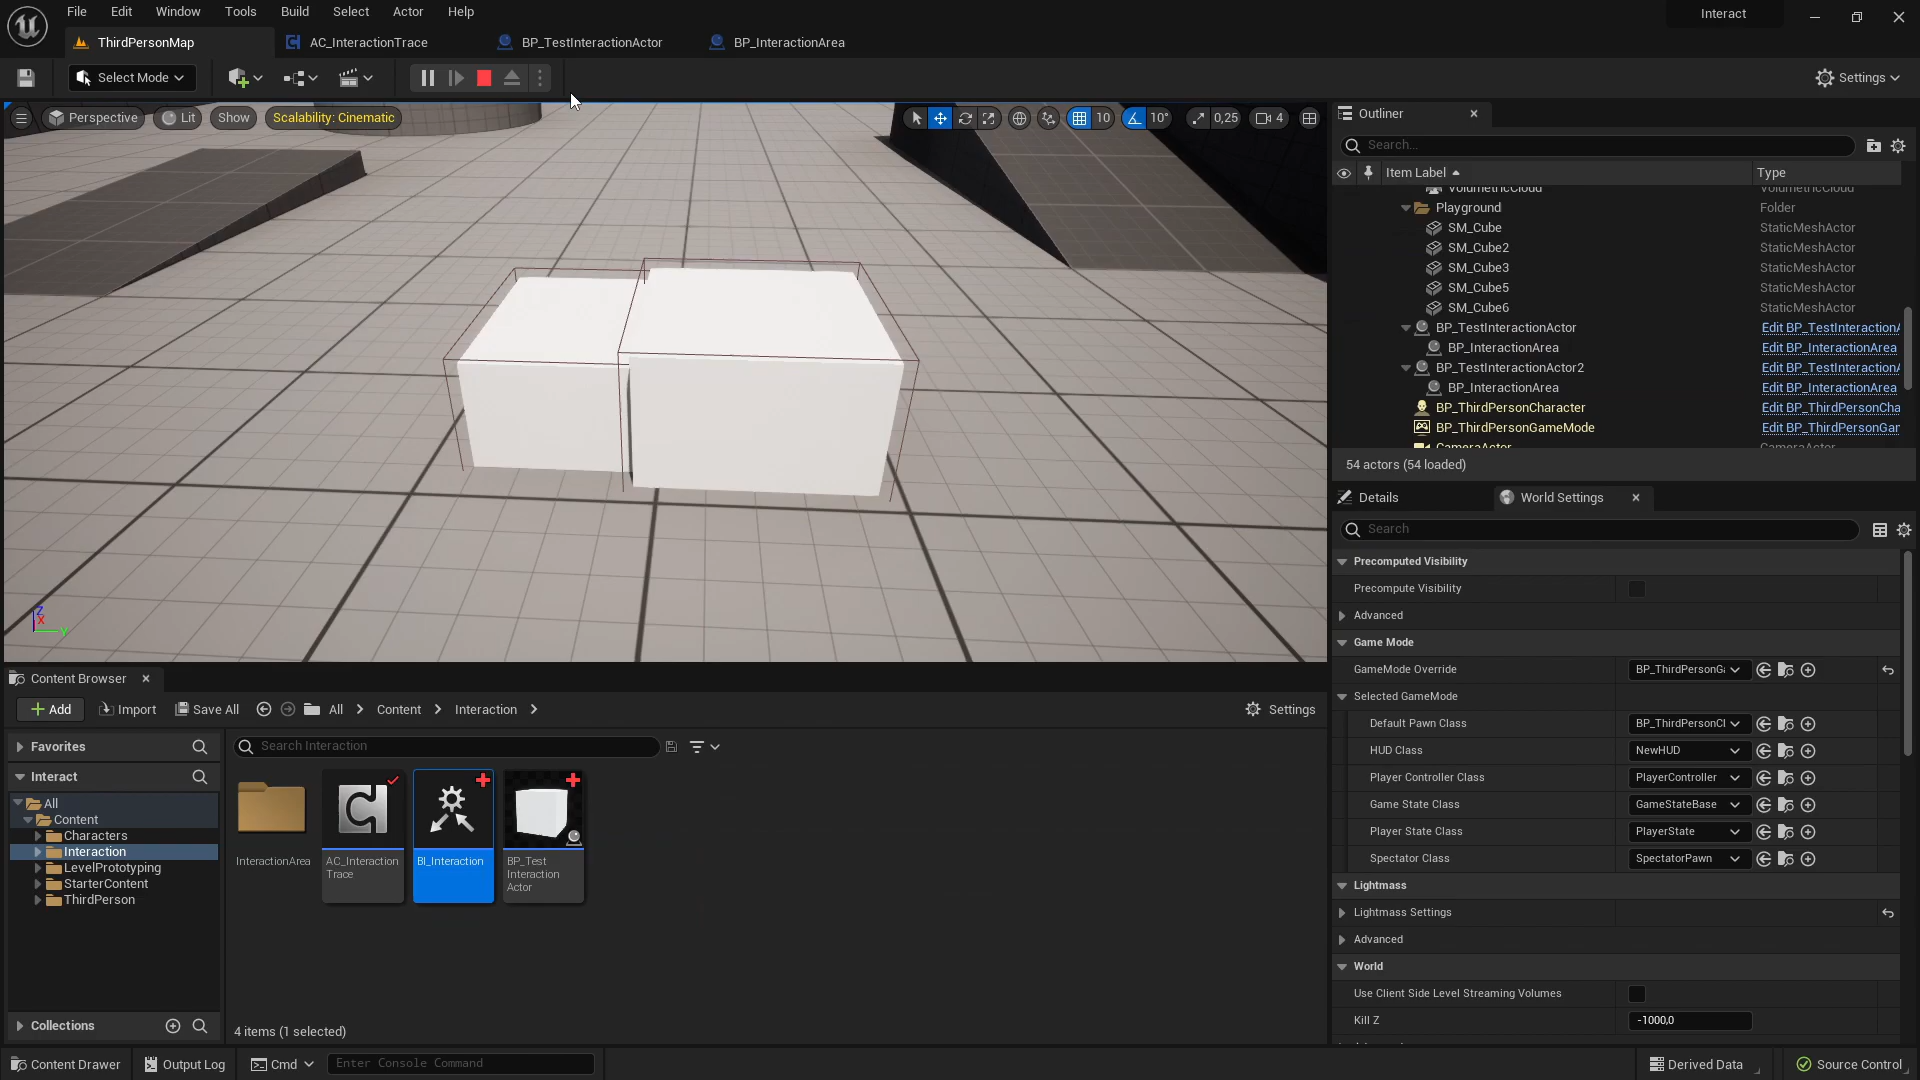 File Edit Window Tools Build Select Actor Help
Interact
ThirdPersonMap
AC_InteractionTrace
BP_TestInteractionActor
BP_InteractionArea
Select Mode
Settings
Perspective
Lit
Show
Scalability: Cinematic
10
10°
0,25
4
Z
X
Y
Outliner
Search...
Item Label
Type
VolumetricCloud VolumetricCloud
Playground Folder
SM_Cube StaticMeshActor
SM_Cube2 StaticMeshActor
SM_Cube3 StaticMeshActor
SM_Cube5 StaticMeshActor
SM_Cube6 StaticMeshActor
BP_TestInteractionActor Edit BP_TestInteractionA
BP_InteractionArea Edit BP_InteractionArea
BP_TestInteractionActor2 Edit BP_TestInteractionA
BP_InteractionArea Edit BP_InteractionArea
BP_ThirdPersonCharacter Edit BP_ThirdPersonCha
BP_ThirdPersonGameMode Edit BP_ThirdPersonGar
CameraActor CameraActor
54 actors (54 loaded)
Details
World Settings
Search
Precomputed Visibility
Precompute Visibility
Advanced
Game Mode
GameMode Override BP_ThirdPersonG
Selected GameMode
Default Pawn Class BP_ThirdPersonCl
HUD Class NewHUD
Player Controller Class PlayerController
Game State Class GameStateBase
Player State Class PlayerState
Spectator Class SpectatorPawn
Lightmass
Lightmass Settings
Advanced
World
Use Client Side Level Streaming Volumes
Kill Z -1000,0
Content Browser
Add
Import
Save All
All
Content
Interaction
Settings
Favorites
Interact
All
Content
Characters
Interaction
LevelPrototyping
StarterContent
ThirdPerson
Collections
Search Interaction
InteractionArea
AC_Interaction
Trace
BI_Interaction
BP_Test
Interaction
Actor
4 items (1 selected)
Content Drawer
Output Log
Cmd
Enter Console Command
Derived Data
Source Control